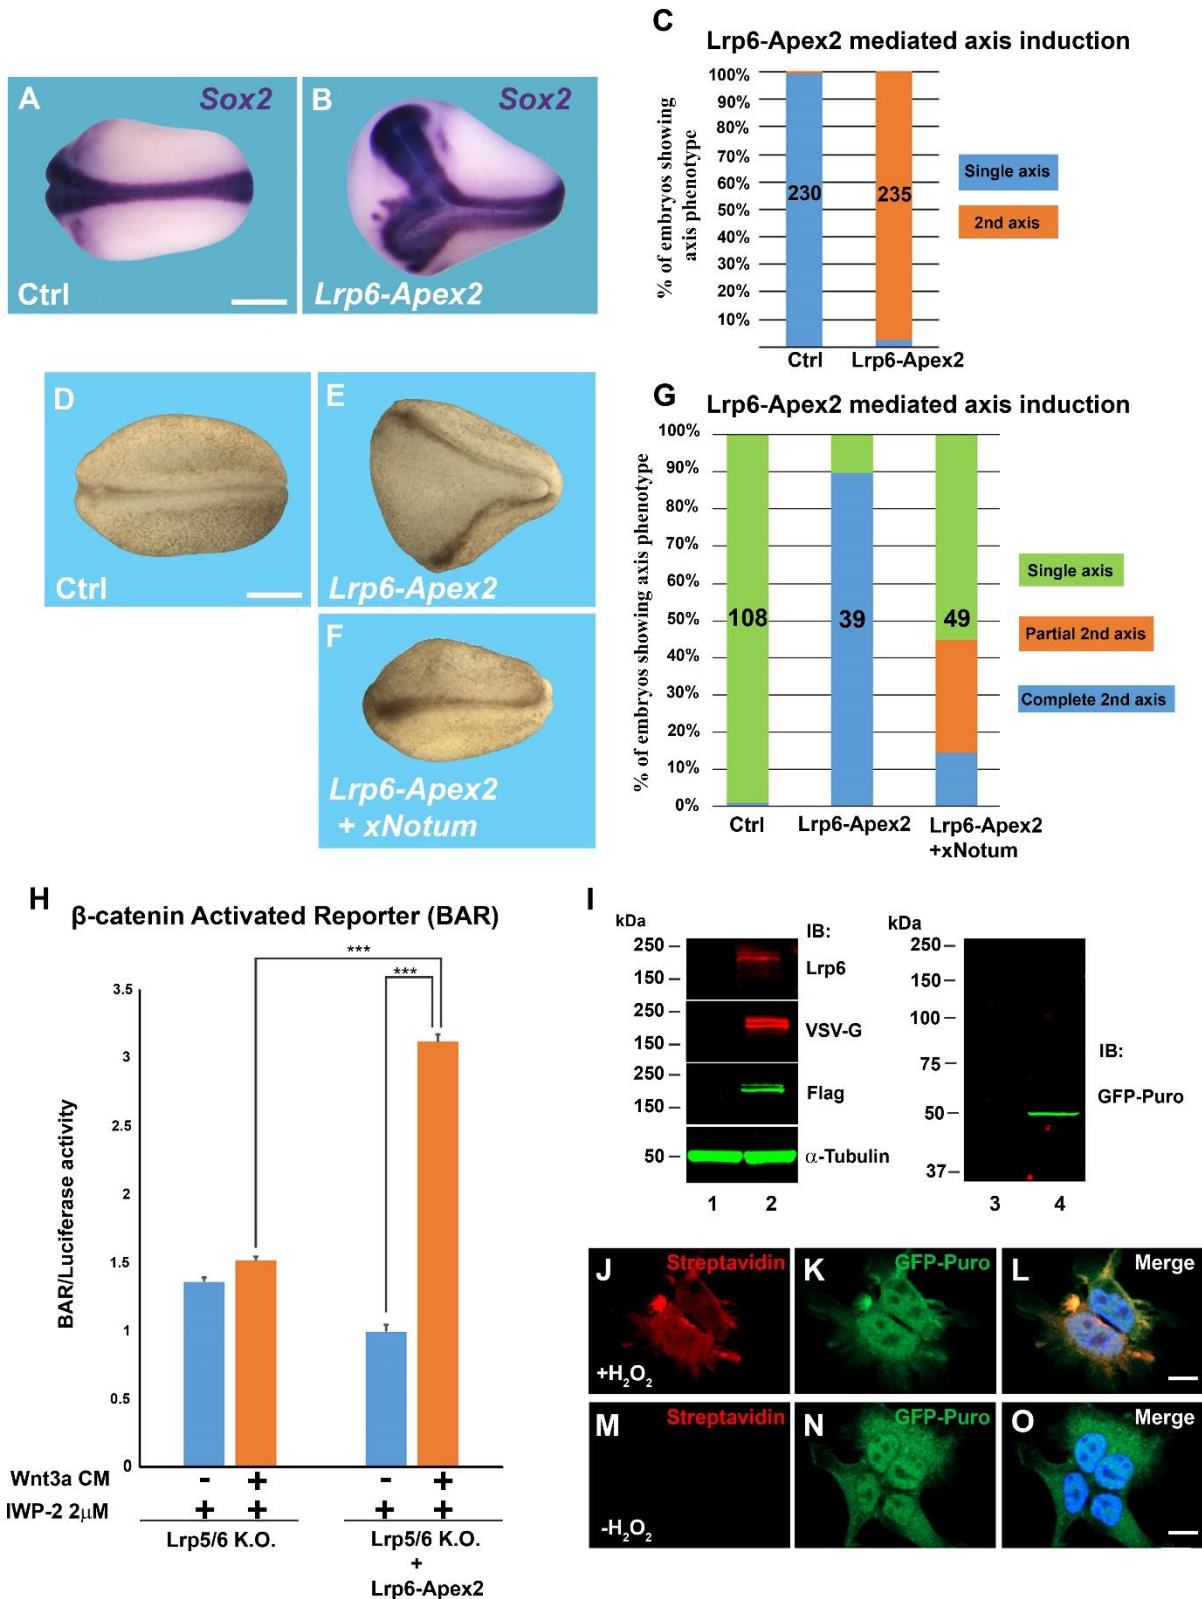 A
Sox2
Ctrl
B
Sox2
Lrp6-Apex2
C
Lrp6-Apex2 mediated axis induction
% of embryos showing
axis phenotype
100%
90%
80%
70%
60%
50%
40%
30%
20%
10%
230
235
Ctrl
Lrp6-Apex2
Single axis
2nd axis
D
Ctrl
E
Lrp6-Apex2
F
Lrp6-Apex2
+ xNotum
G
Lrp6-Apex2 mediated axis induction
% of embryos showing axis phenotype
100%
90%
80%
70%
60%
50%
40%
30%
20%
10%
0%
108
39
49
Ctrl
Lrp6-Apex2
Lrp6-Apex2
+xNotum
Single axis
Partial 2nd axis
Complete 2nd axis
H
β-catenin Activated Reporter (BAR)
***
***
BAR/Luciferase activity
3.5
3
2.5
2
1.5
1
0.5
0
Wnt3a CM - + - +
IWP-2 2μM + + + +
Lrp5/6 K.O.
Lrp5/6 K.O.
+
Lrp6-Apex2
I
kDa
IB:
250
150
Lrp6
250
150
VSV-G
250
150
Flag
50
α-Tubulin
1 2
kDa
250
150
100
75
50
37
IB:
GFP-Puro
3 4
J
Streptavidin
+H₂O₂
K
GFP-Puro
L
Merge
M
Streptavidin
-H₂O₂
N
GFP-Puro
O
Merge